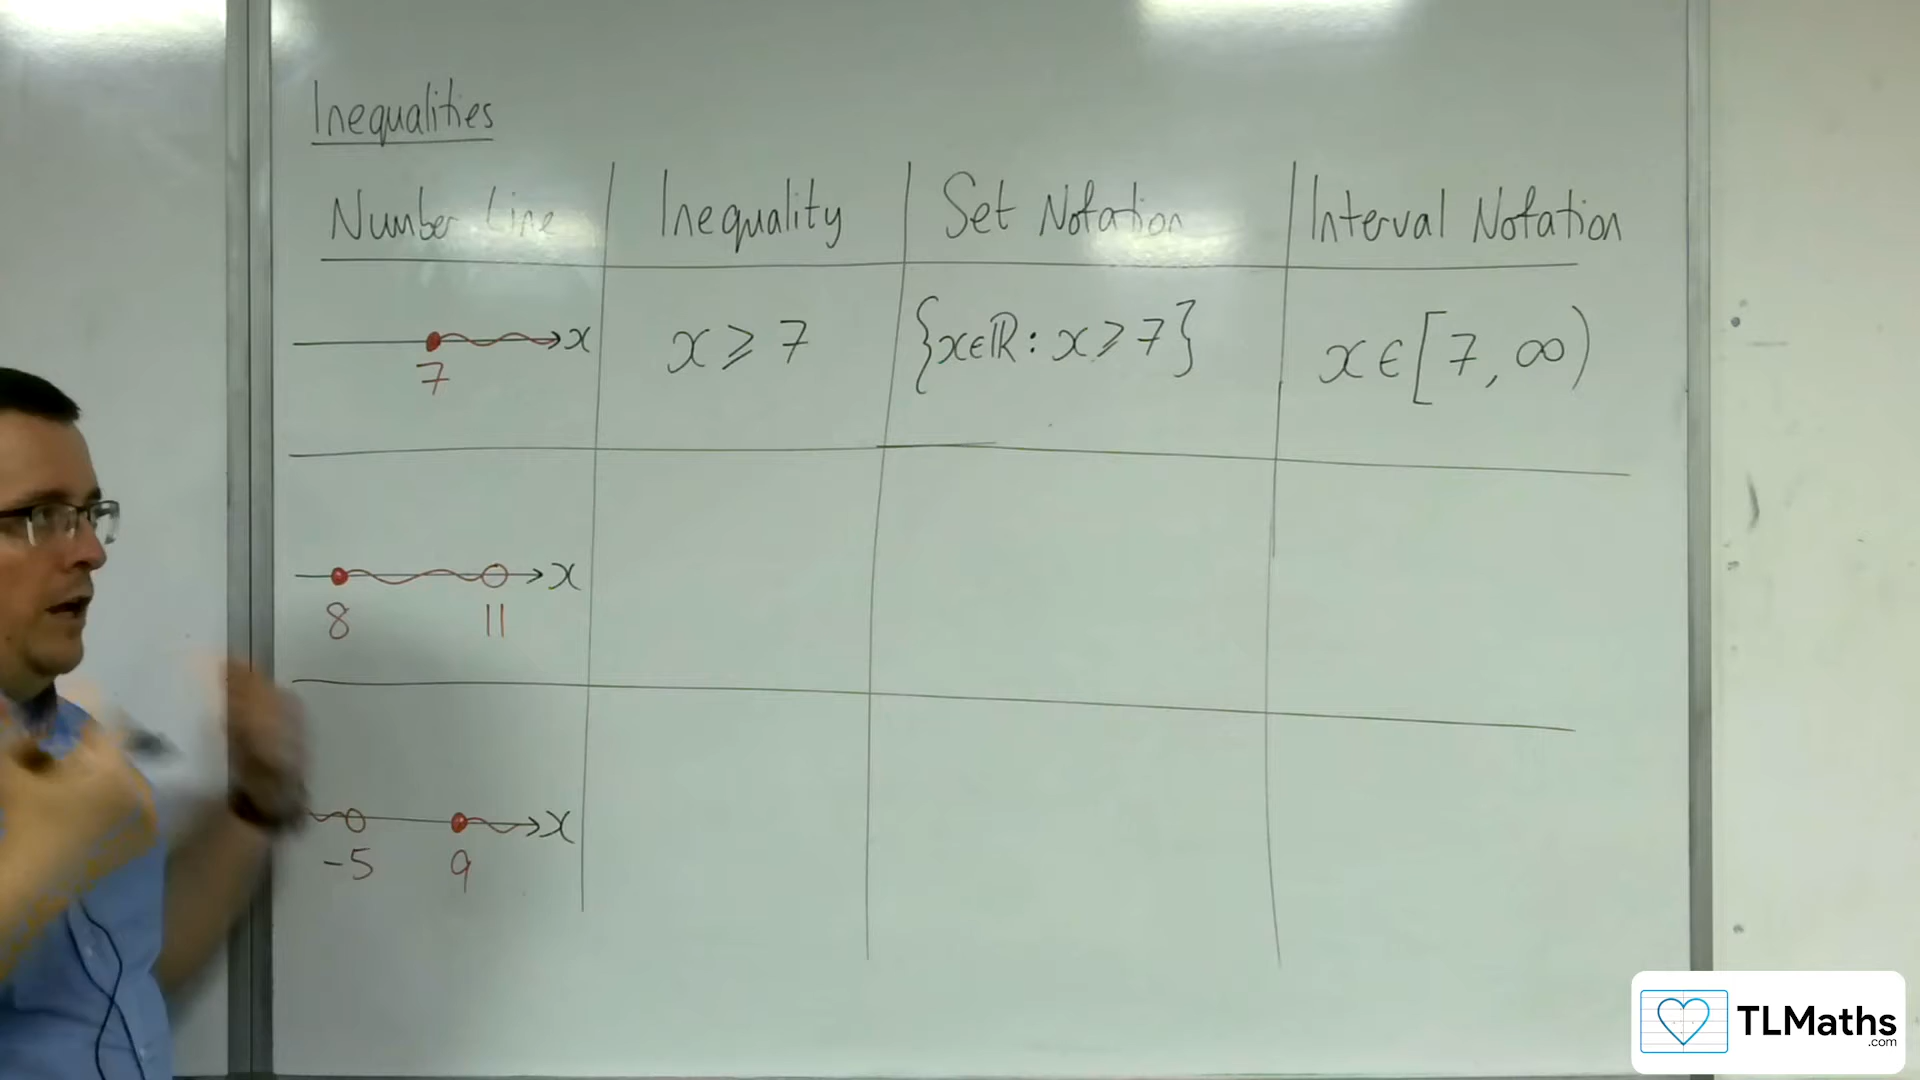 Inequalities
Number Line Inequality Set Notation Interval Notation
x x ⩾ 7 {x∈ℝ : x ⩾ 7} x ∈ [7, ∞)
7
x
8 11
x
-5 9
TLMaths
.com